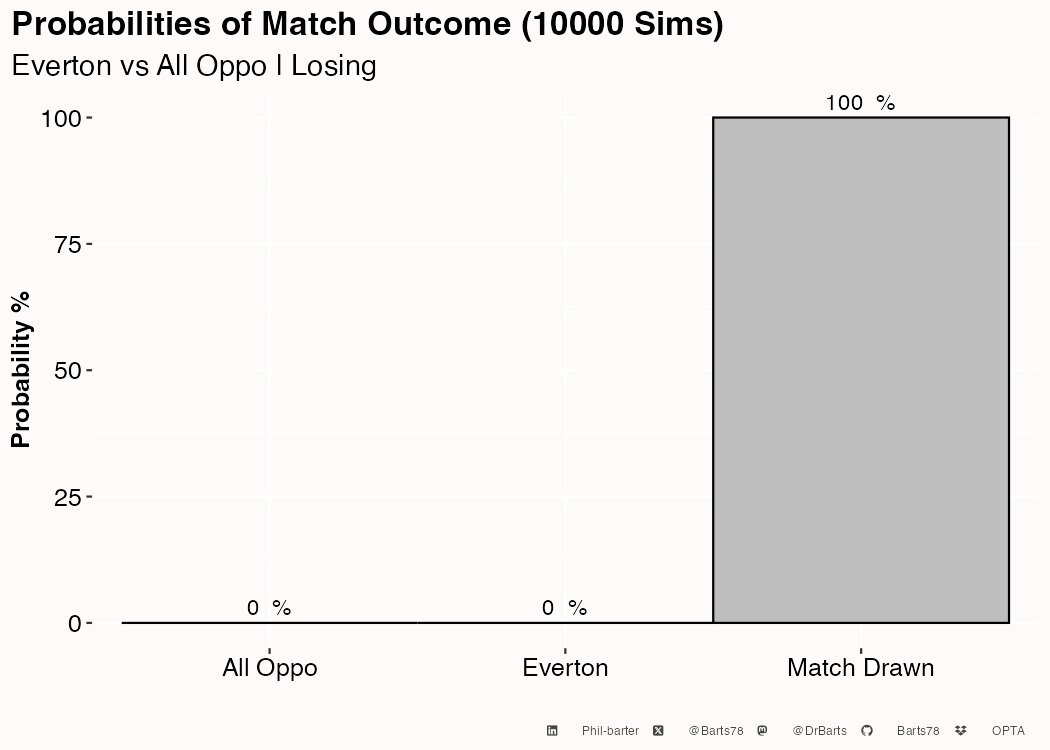 Probabilities of Match Outcome (10000 Sims)
Everton vs All Oppo | Losing
100 %
100
75
50
25
0
Probability %
0 %
0 %
All Oppo
Everton
Match Drawn
Phil-barter @Barts78 @DrBarts Barts78 OPTA